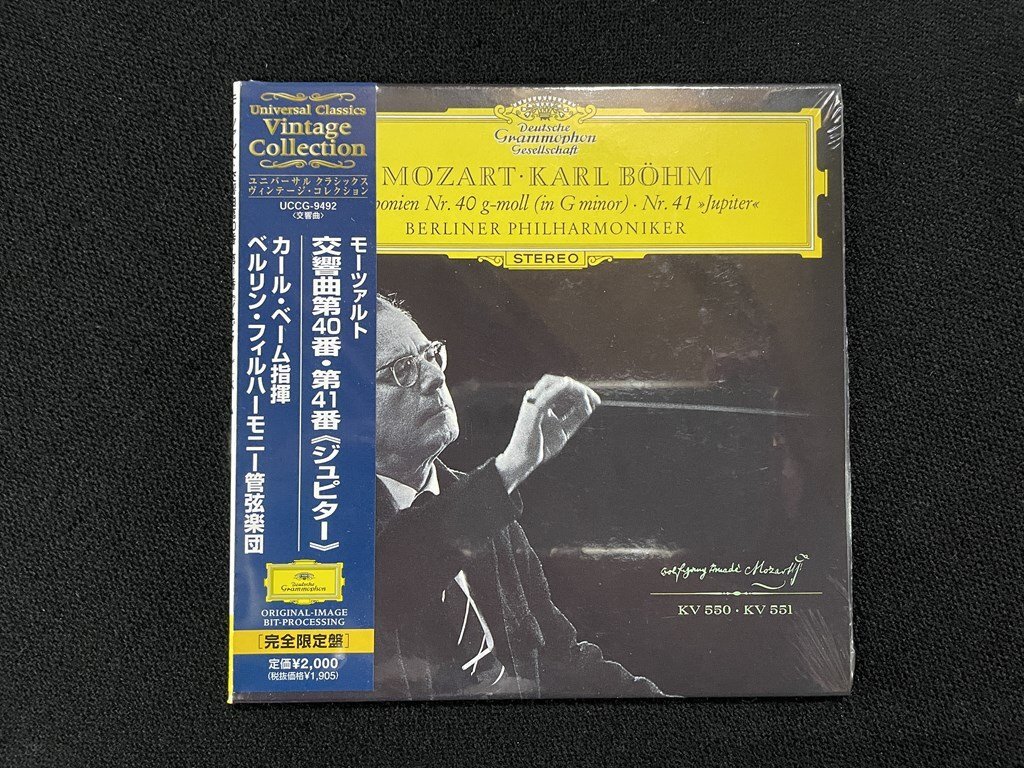 Universal Classics
Vintage
Collection
ユニバーサル クラシックス
ヴィンテージ・コレクション
UCCG-9492
〈交響曲〉
モーツァルト
交響曲第40番・第41番《ジュピター》
カール・ベーム指揮
ベルリン・フィルハーモニー管弦楽団
Deutsche
Grammophon
ORIGINAL-IMAGE
BIT-PROCESSING
［完全限定盤］
定価¥2,000
(税抜価格¥1,905)
Deutsche
Grammophon
Gesellschaft
MOZART · KARL BÖHM
Nr. 40 g-moll (in G minor) · Nr. 41 »Jupiter«
BERLINER PHILHARMONIKER
STEREO
Wolfgang Amadè Mozart
KV 550 · KV 551